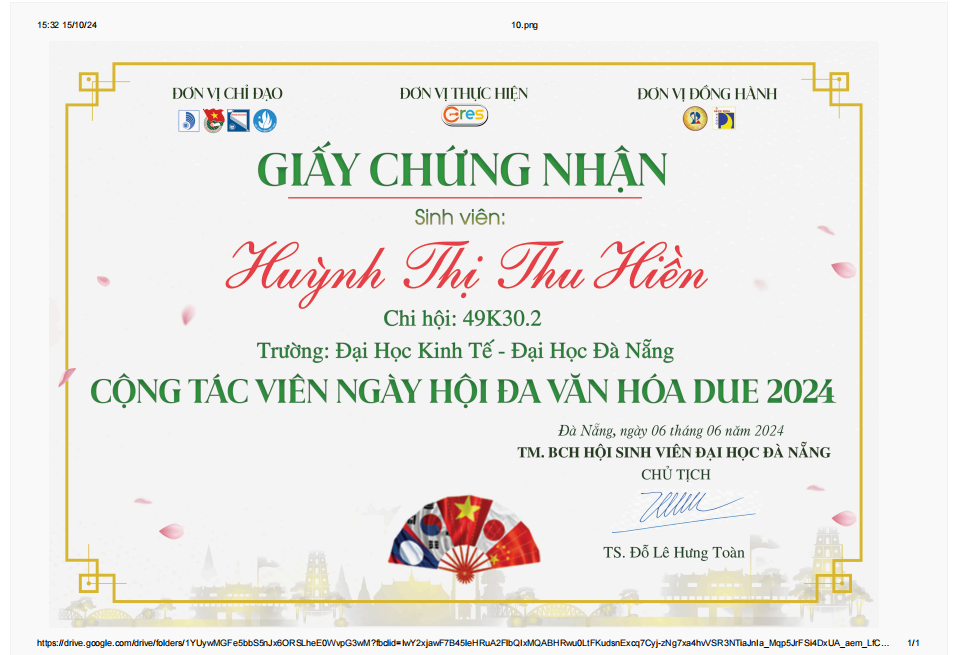 15:32 15/10/24
10.png
ĐƠN VỊ CHỈ ĐẠO
ĐƠN VỊ THỰC HIỆN
ĐƠN VỊ ĐỒNG HÀNH
Gres
GIẤY CHỨNG NHẬN
Sinh viên:
Huỳnh Thị Thu Hiền
Chi hội: 49K30.2
Trường: Đại Học Kinh Tế - Đại Học Đà Nẵng
CỘNG TÁC VIÊN NGÀY HỘI ĐA VĂN HÓA DUE 2024
Đà Nẵng, ngày 06 tháng 06 năm 2024
TM. BCH HỘI SINH VIÊN ĐẠI HỌC ĐÀ NẴNG
CHỦ TỊCH
TS. Đỗ Lê Hưng Toàn
1/1